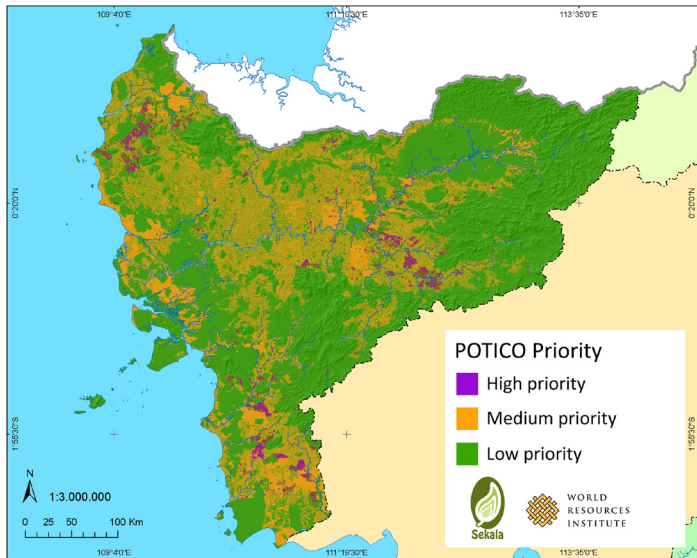 109°4'0"E
111°19'30"E
113°35'0"E
0°20'0"N
0°20'0"N
1°55'30"S
1°55'30"S
POTICO Priority
High priority
Medium priority
Low priority
N
1:3.000.000
0 25 50 100 Km
Sekala
WORLD
RESOURCES
INSTITUTE
109°4'0"E
111°19'30"E
113°35'0"E